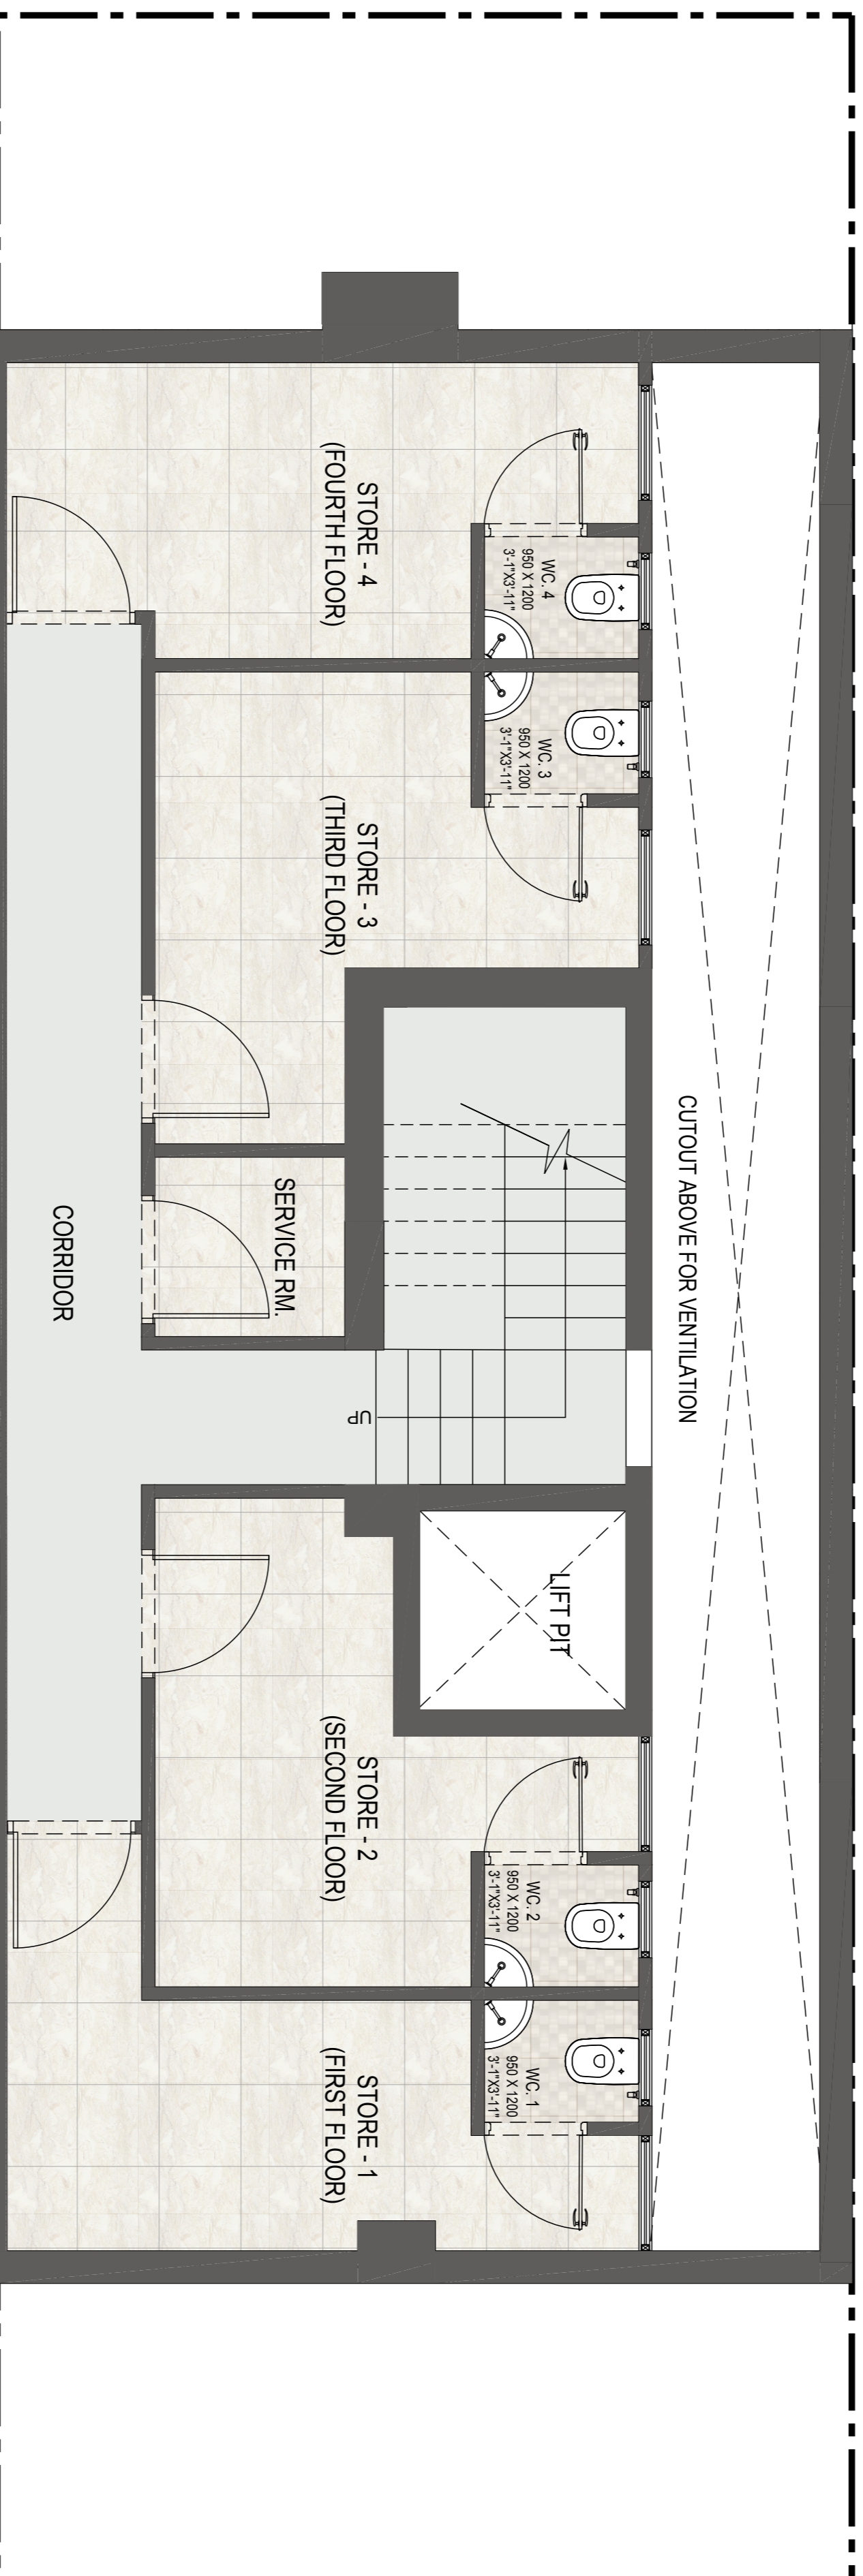 CUTOUT ABOVE FOR VENTILATION
WC. 4
950 X 1200
3'-1"X3'-11"
WC. 3
950 X 1200
3'-1"X3'-11"
LIFT PIT
WC. 2
950 X 1200
3'-1"X3'-11"
WC. 1
950 X 1200
3'-1"X3'-11"
STORE - 4
(FOURTH FLOOR)
STORE - 3
(THIRD FLOOR)
UP
STORE - 2
(SECOND FLOOR)
STORE - 1
(FIRST FLOOR)
SERVICE RM.
CORRIDOR